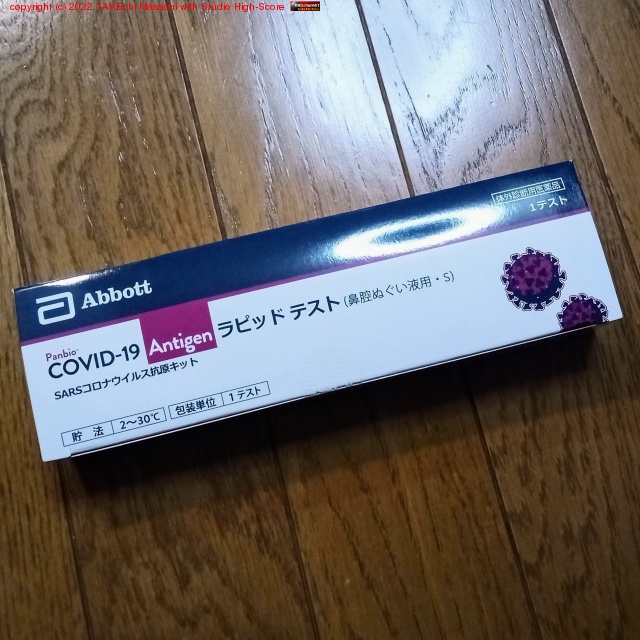 copyright (c) 2022 TAKEuchi Masanori with Studio High-Score
体外診断用医薬品
1テスト
Abbott
Panbio™
COVID-19 Antigen ラピッド テスト (鼻腔ぬぐい液用・S)
SARSコロナウイルス抗原キット
貯 法 2～30℃ 包装単位 1テスト